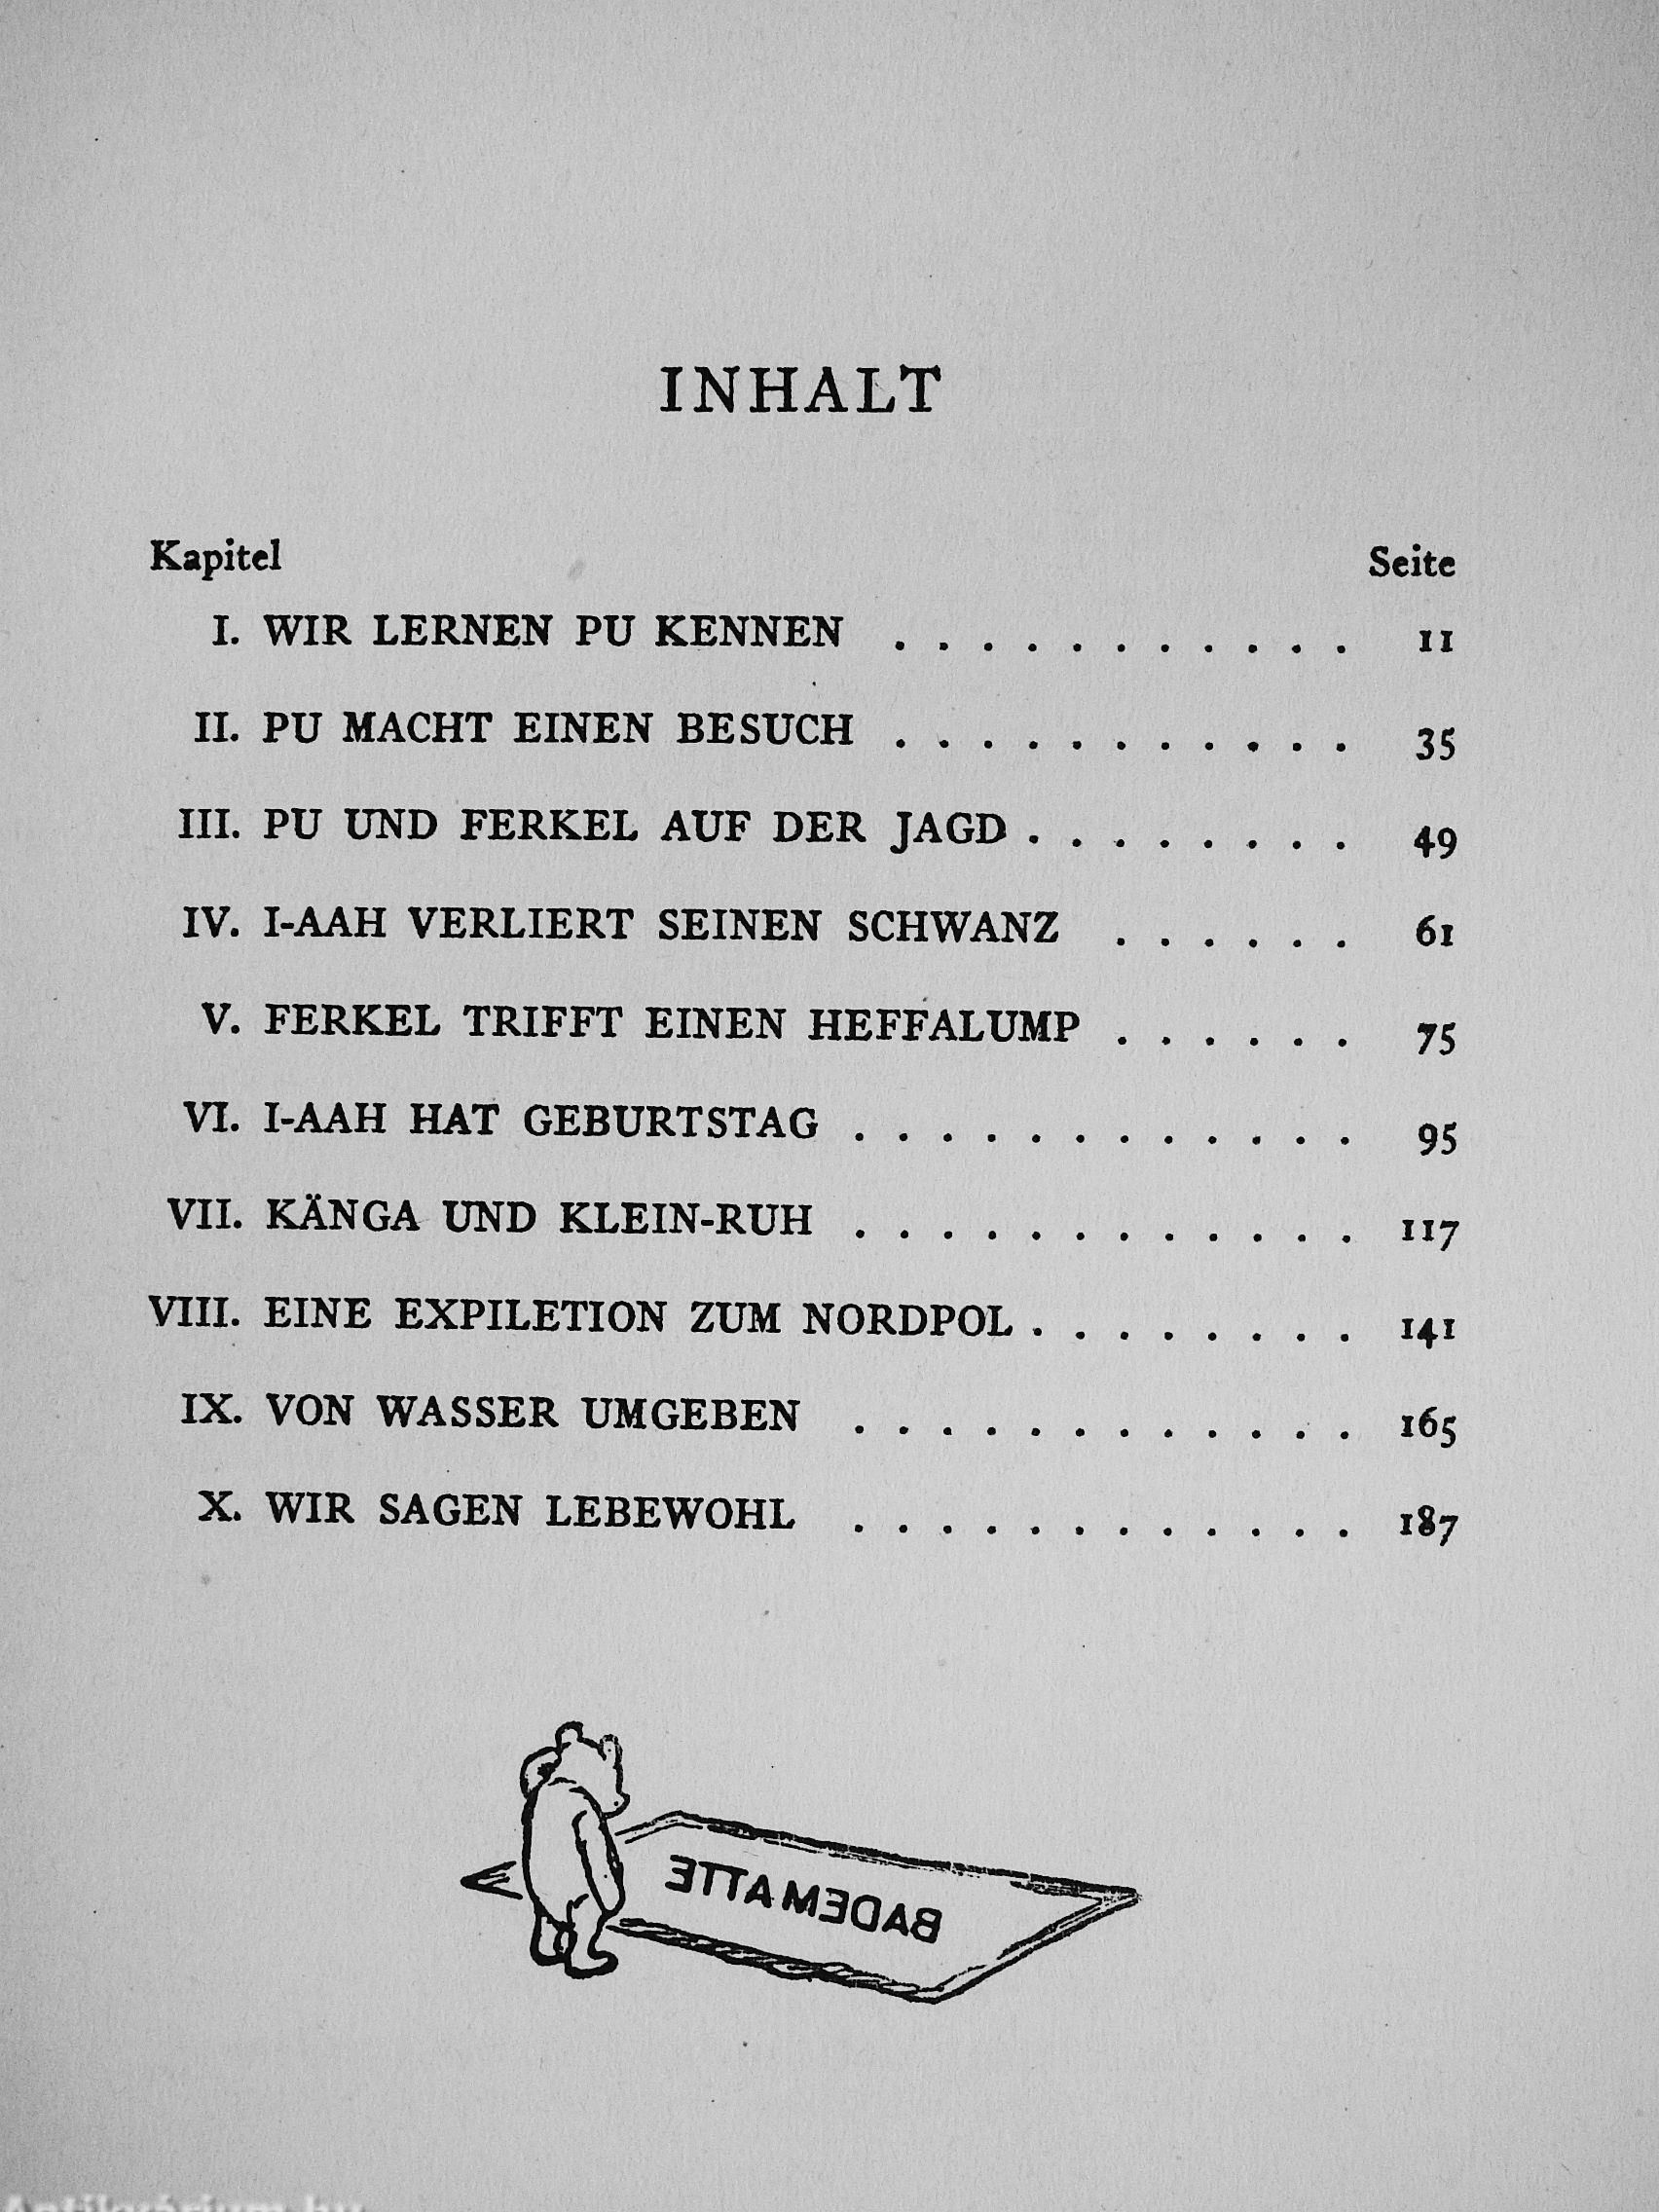 INHALT
Kapitel Seite
I. WIR LERNEN PU KENNEN . . . . . . . . . . . 11
II. PU MACHT EINEN BESUCH . . . . . . . . . . . 35
III. PU UND FERKEL AUF DER JAGD . . . . . . . . 49
IV. I-AAH VERLIERT SEINEN SCHWANZ . . . . . . 61
V. FERKEL TRIFFT EINEN HEFFALUMP . . . . . . 75
VI. I-AAH HAT GEBURTSTAG . . . . . . . . . . . . 95
VII. KÄNGA UND KLEIN-RUH . . . . . . . . . . . . 117
VIII. EINE EXPILETION ZUM NORDPOL . . . . . . . . 141
IX. VON WASSER UMGEBEN . . . . . . . . . . . . 165
X. WIR SAGEN LEBEWOHL . . . . . . . . . . . . 187
BADEMATTE
Antikvárium.hu